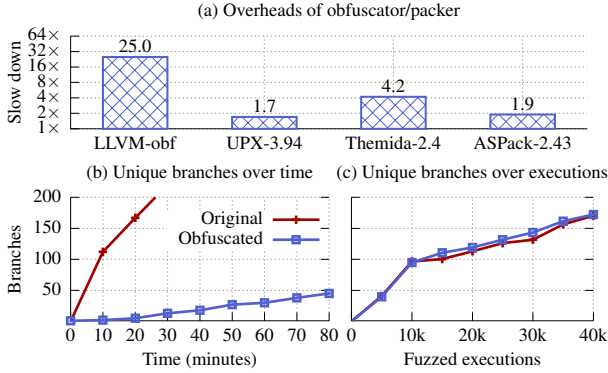 (a) Overheads of obfuscator/packer
Slow down
64×
32×
16×
8×
4×
2×
1×
25.0
1.7
4.2
1.9
LLVM-obf UPX-3.94 Themida-2.4 ASPack-2.43
(b) Unique branches over time
Branches
200
150
100
50
Original
Obfuscated
0 10 20 30 40 50 60 70 80
Time (minutes)
(c) Unique branches over executions
0 10k 20k 30k 40k
Fuzzed executions